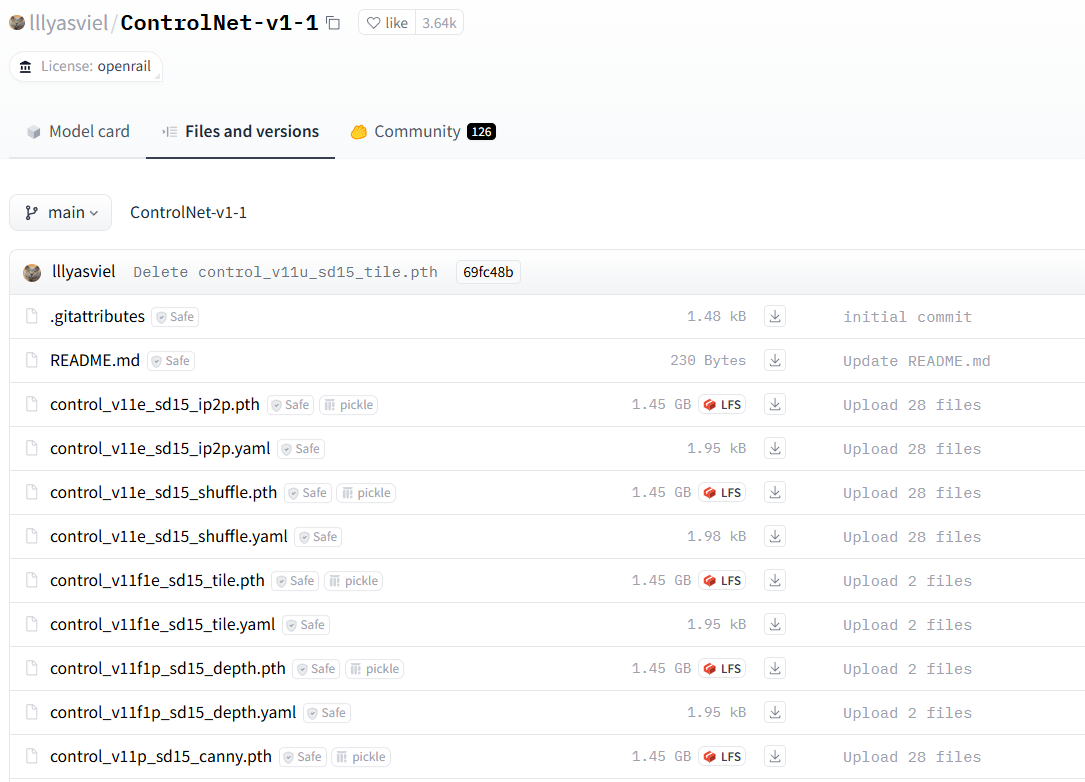 lllyasviel/ControlNet-v1-1 like 3.64k
License: openrail
Model card Files and versions Community 126
main ControlNet-v1-1
lllyasviel Delete control_v11u_sd15_tile.pth 69fc48b
.gitattributes Safe 1.48 kB initial commit
README.md Safe 230 Bytes Update README.md
control_v11e_sd15_ip2p.pth Safe pickle 1.45 GB LFS Upload 28 files
control_v11e_sd15_ip2p.yaml Safe 1.95 kB Upload 28 files
control_v11e_sd15_shuffle.pth Safe pickle 1.45 GB LFS Upload 28 files
control_v11e_sd15_shuffle.yaml Safe 1.98 kB Upload 28 files
control_v11f1e_sd15_tile.pth Safe pickle 1.45 GB LFS Upload 2 files
control_v11f1e_sd15_tile.yaml Safe 1.95 kB Upload 2 files
control_v11f1p_sd15_depth.pth Safe pickle 1.45 GB LFS Upload 2 files
control_v11f1p_sd15_depth.yaml Safe 1.95 kB Upload 2 files
control_v11p_sd15_canny.pth Safe pickle 1.45 GB LFS Upload 28 files